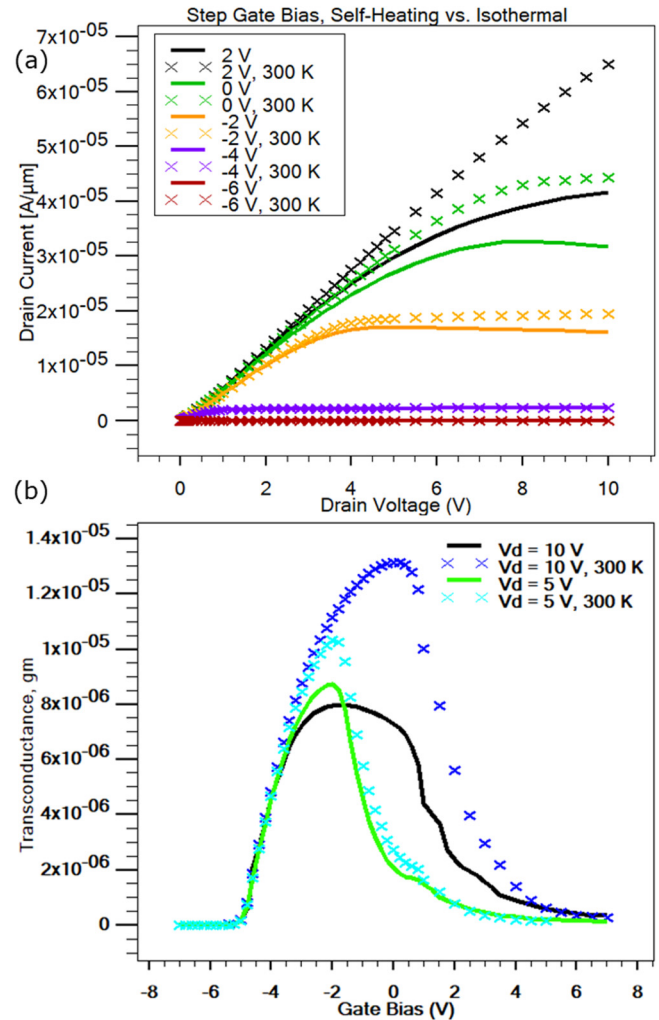 Step Gate Bias, Self-Heating vs. Isothermal
(a)
7x10-05
6x10-05
5x10-05
4x10-05
3x10-05
2x10-05
1x10-05
0
Drain Current [A/μm]
2 V
2 V, 300 K
0 V
0 V, 300 K
-2 V
-2 V, 300 K
-4 V
-4 V, 300 K
-6 V
-6 V, 300 K
0 2 4 6 8 10
Drain Voltage (V)
(b)
1.4x10-05
1.2x10-05
1x10-05
8x10-06
6x10-06
4x10-06
2x10-06
0
Transconductance, gm
Vd = 10 V
Vd = 10 V, 300 K
Vd = 5 V
Vd = 5 V, 300 K
-8 -6 -4 -2 0 2 4 6 8
Gate Bias (V)